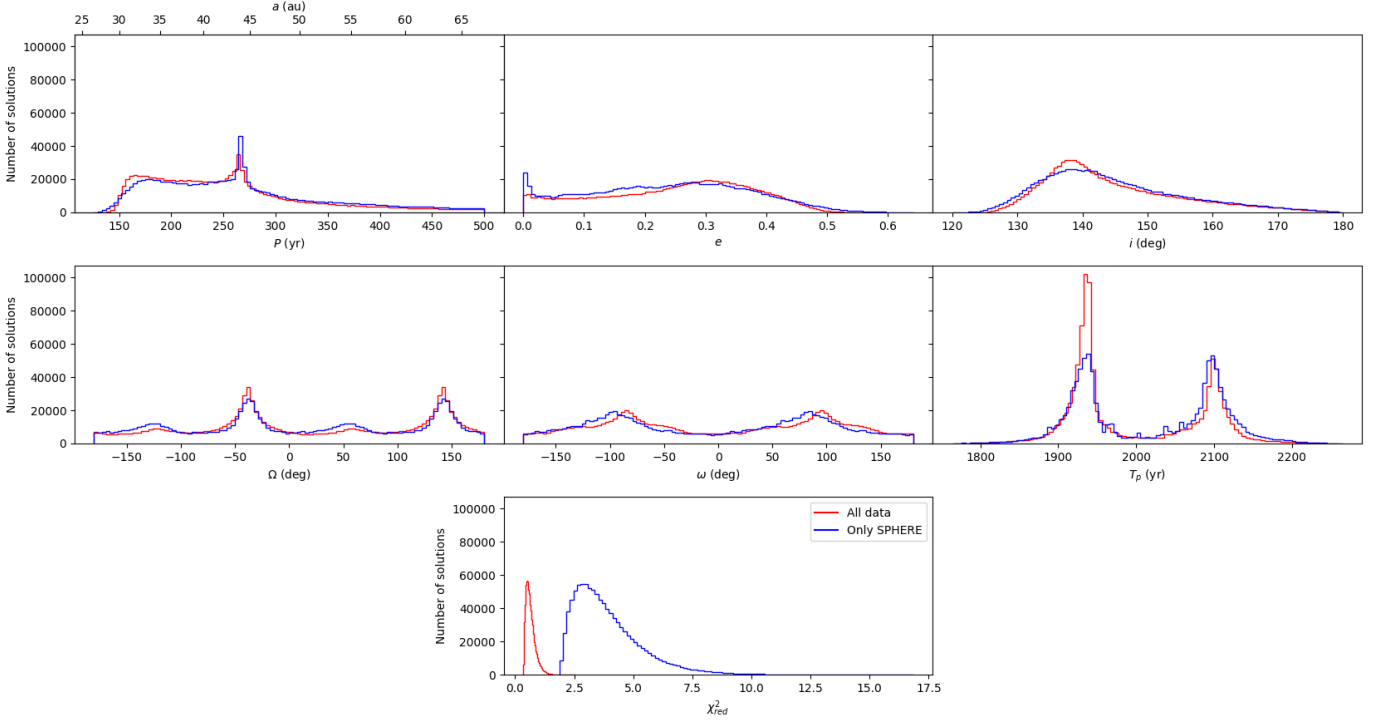 a (au)
25 30 35 40 45 50 55 60 65
100000
80000
60000
40000
20000
0
Number of solutions
150 200 250 300 350 400 450 500
P (yr)
0.0 0.1 0.2 0.3 0.4 0.5 0.6
e
120 130 140 150 160 170 180
i (deg)
100000
80000
60000
40000
20000
0
Number of solutions
−150 −100 −50 0 50 100 150
Ω (deg)
−150 −100 −50 0 50 100 150
ω (deg)
1800 1900 2000 2100 2200
T_p (yr)
100000
80000
60000
40000
20000
0
Number of solutions
All data
Only SPHERE
0.0 2.5 5.0 7.5 10.0 12.5 15.0 17.5
χ²_red